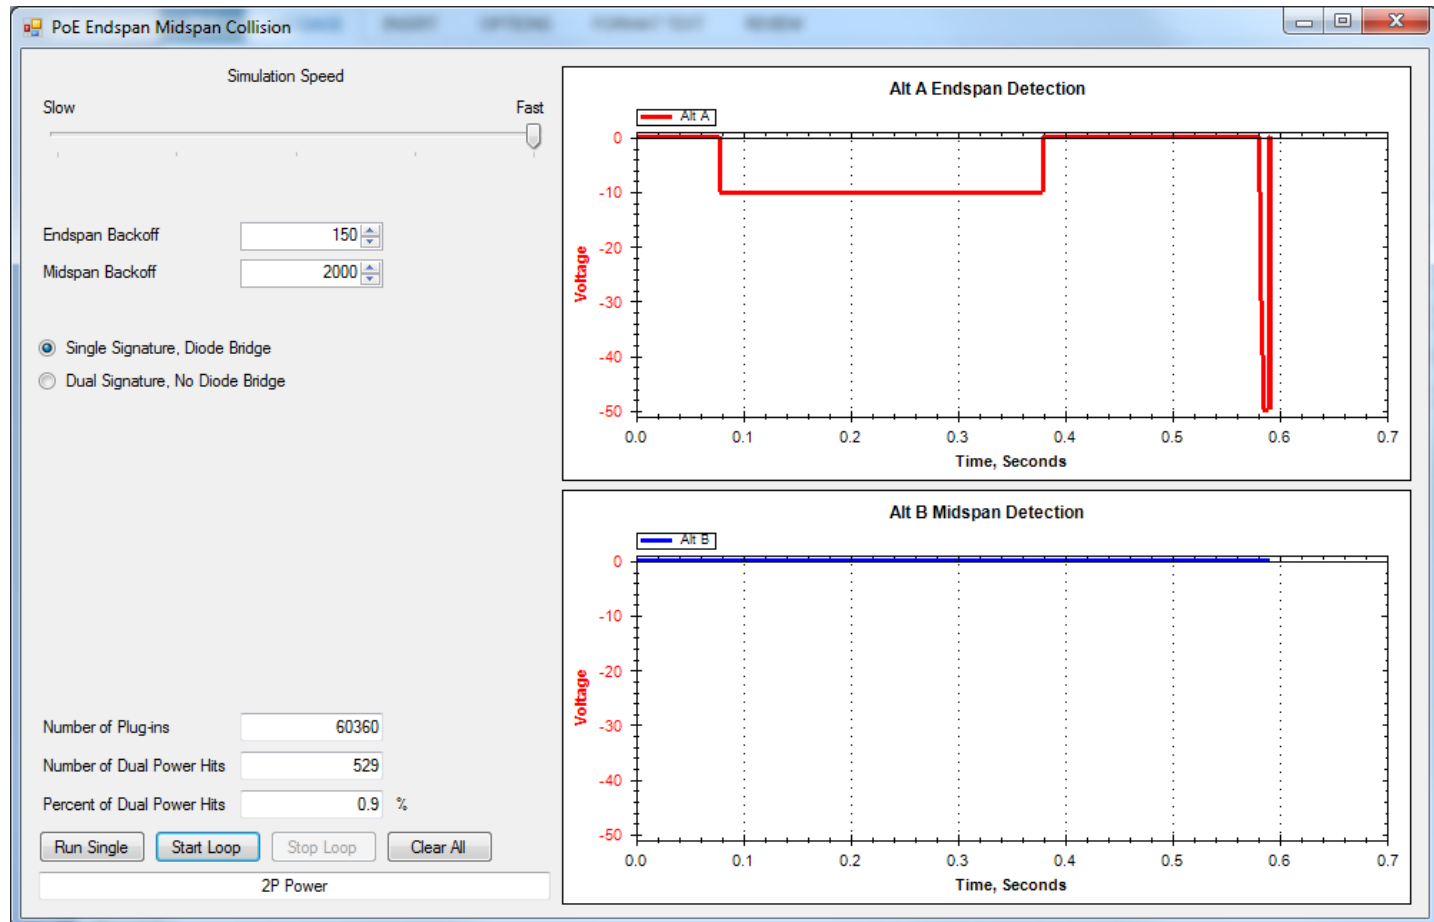 PoE Endspan Midspan Collision
INSERT OPTIONS FORMAT TEXT REVIEW
Simulation Speed
Slow Fast
Endspan Backoff 150
Midspan Backoff 2000
Single Signature, Diode Bridge
Dual Signature, No Diode Bridge
Number of Plug-ins 60360
Number of Dual Power Hits 529
Percent of Dual Power Hits 0.9 %
Run Single Start Loop Stop Loop Clear All
2P Power
Alt A Endspan Detection
Alt A
0
-10
-20
-30
-40
-50
Voltage
0.0 0.1 0.2 0.3 0.4 0.5 0.6 0.7
Time, Seconds
Alt B Midspan Detection
Alt B
0
-10
-20
-30
-40
-50
Voltage
0.0 0.1 0.2 0.3 0.4 0.5 0.6 0.7
Time, Seconds